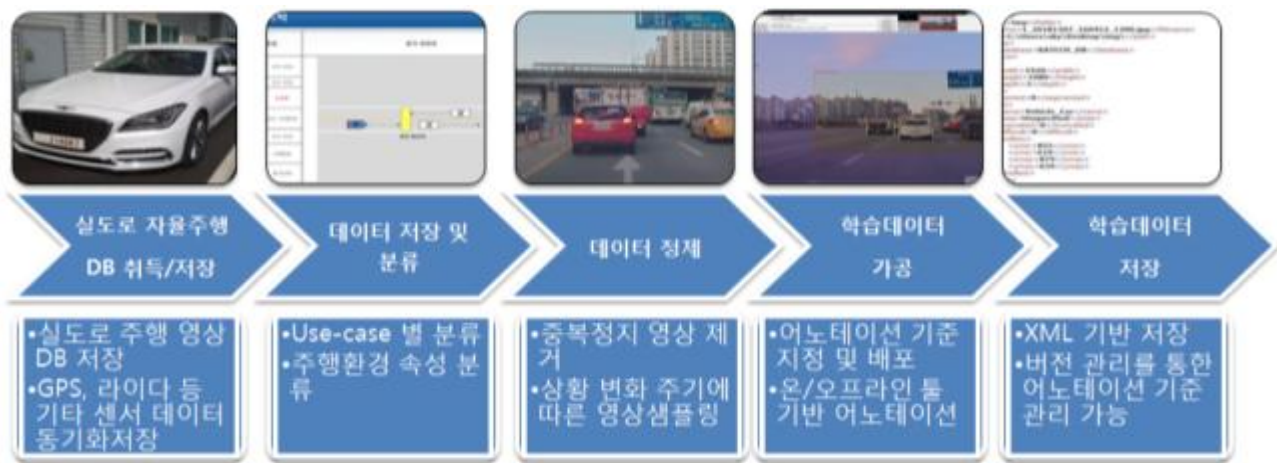 실도로 자율주행
DB 취득/저장
데이터 저장 및
분류
데이터 정제
학습데이터
가공
학습데이터
저장
•실도로 주행 영상
DB 저장
•GPS, 라이다 등
기타 센서 데이터
동기화저장
•Use-case 별 분류
•주행환경 속성 분
류
•중복정지 영상 제
거
•상황 변화 주기에
따른 영상샘플링
•어노테이션 기준
지정 및 배포
•온/오프라인 툴
기반 어노테이션
•XML 기반 저장
•버전 관리를 통한
어노테이션 기준
관리 가능